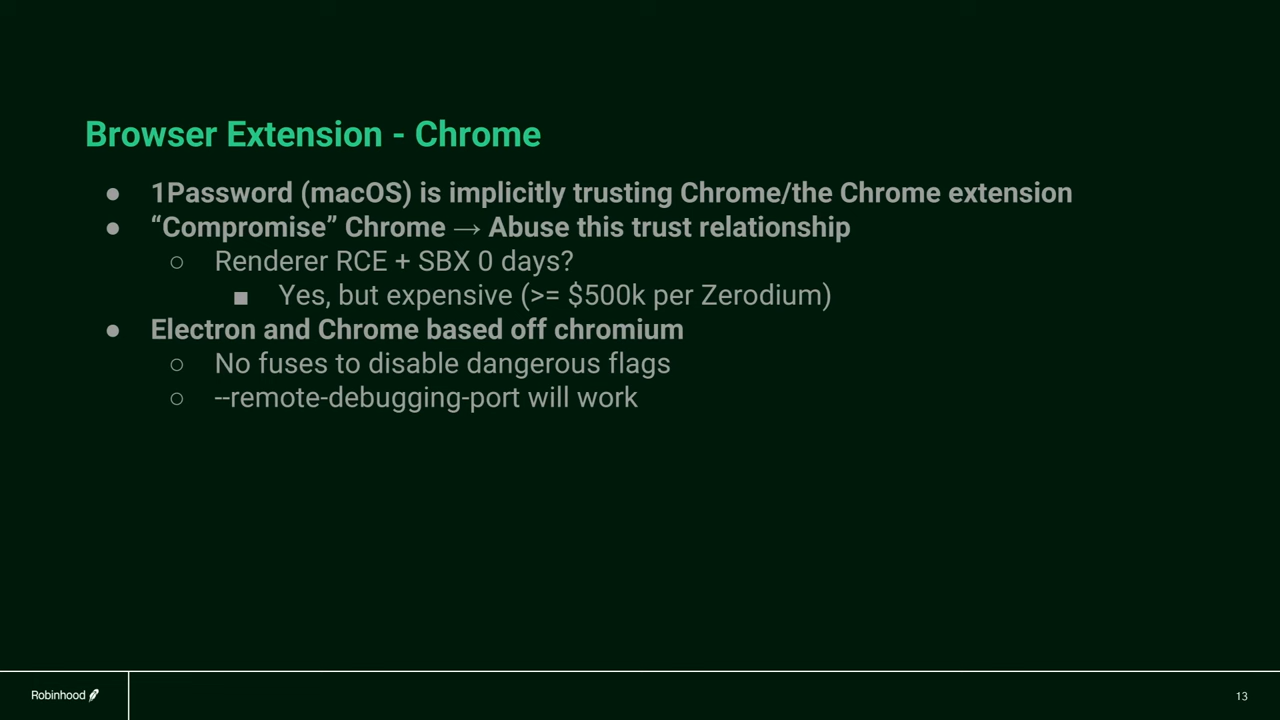 Browser Extension - Chrome
● 1Password (macOS) is implicitly trusting Chrome/the Chrome extension
● “Compromise” Chrome → Abuse this trust relationship
○ Renderer RCE + SBX 0 days?
■ Yes, but expensive (>= $500k per Zerodium)
● Electron and Chrome based off chromium
○ No fuses to disable dangerous flags
○ --remote-debugging-port will work
Robinhood
13